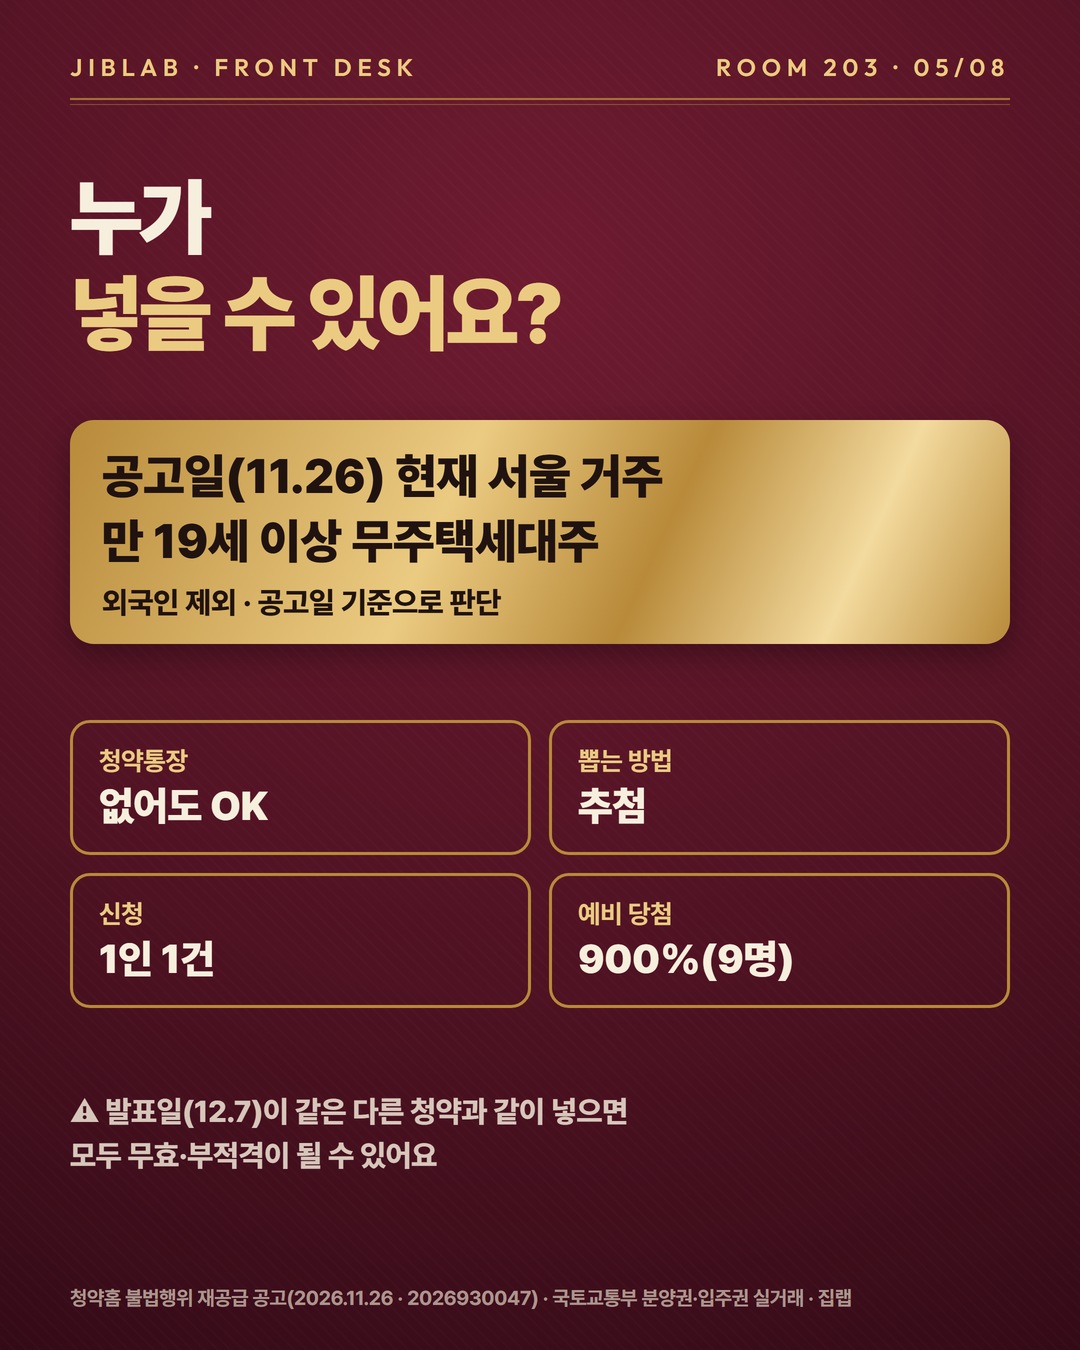 JIBLAB · FRONT DESK
ROOM 203 · 05/08
누가
넣을 수 있어요?
공고일(11.26) 현재 서울 거주
만 19세 이상 무주택세대주
외국인 제외 · 공고일 기준으로 판단
청약통장
없어도 OK
뽑는 방법
추첨
신청
1인 1건
예비 당첨
900%(9명)
⚠ 발표일(12.7)이 같은 다른 청약과 같이 넣으면
모두 무효·부적격이 될 수 있어요
청약홈 불법행위 재공급 공고(2026.11.26 · 2026930047) · 국토교통부 분양권·입주권 실거래 · 집랩